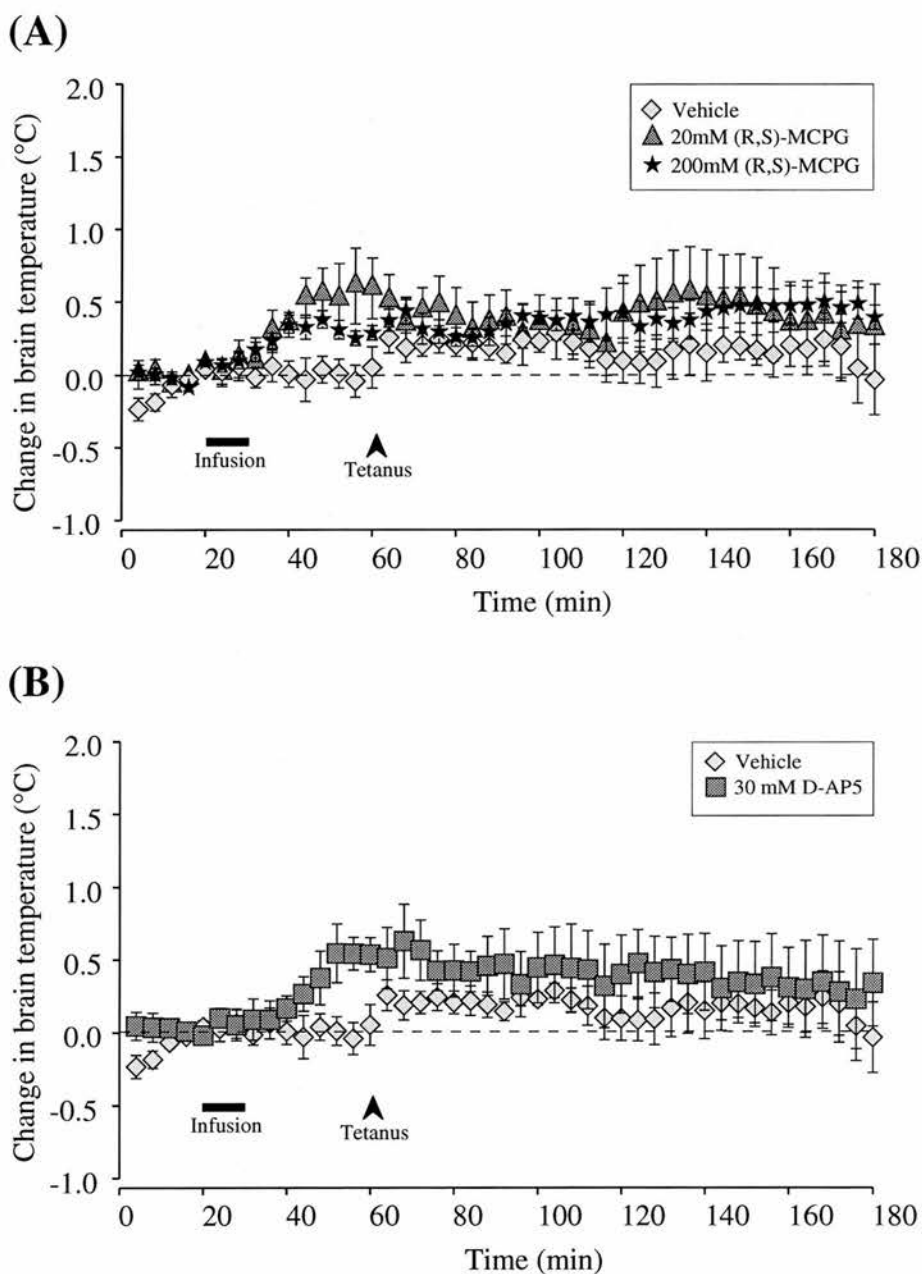 (A)
Change in brain temperature (°C)
2.0
1.5
1.0
0.5
0.0
-0.5
-1.0
Vehicle
20mM (R,S)-MCPG
200mM (R,S)-MCPG
Infusion
Tetanus
0 20 40 60 80 100 120 140 160 180
Time (min)
(B)
Change in brain temperature (°C)
2.0
1.5
1.0
0.5
0.0
-0.5
-1.0
Vehicle
30 mM D-AP5
Infusion
Tetanus
0 20 40 60 80 100 120 140 160 180
Time (min)